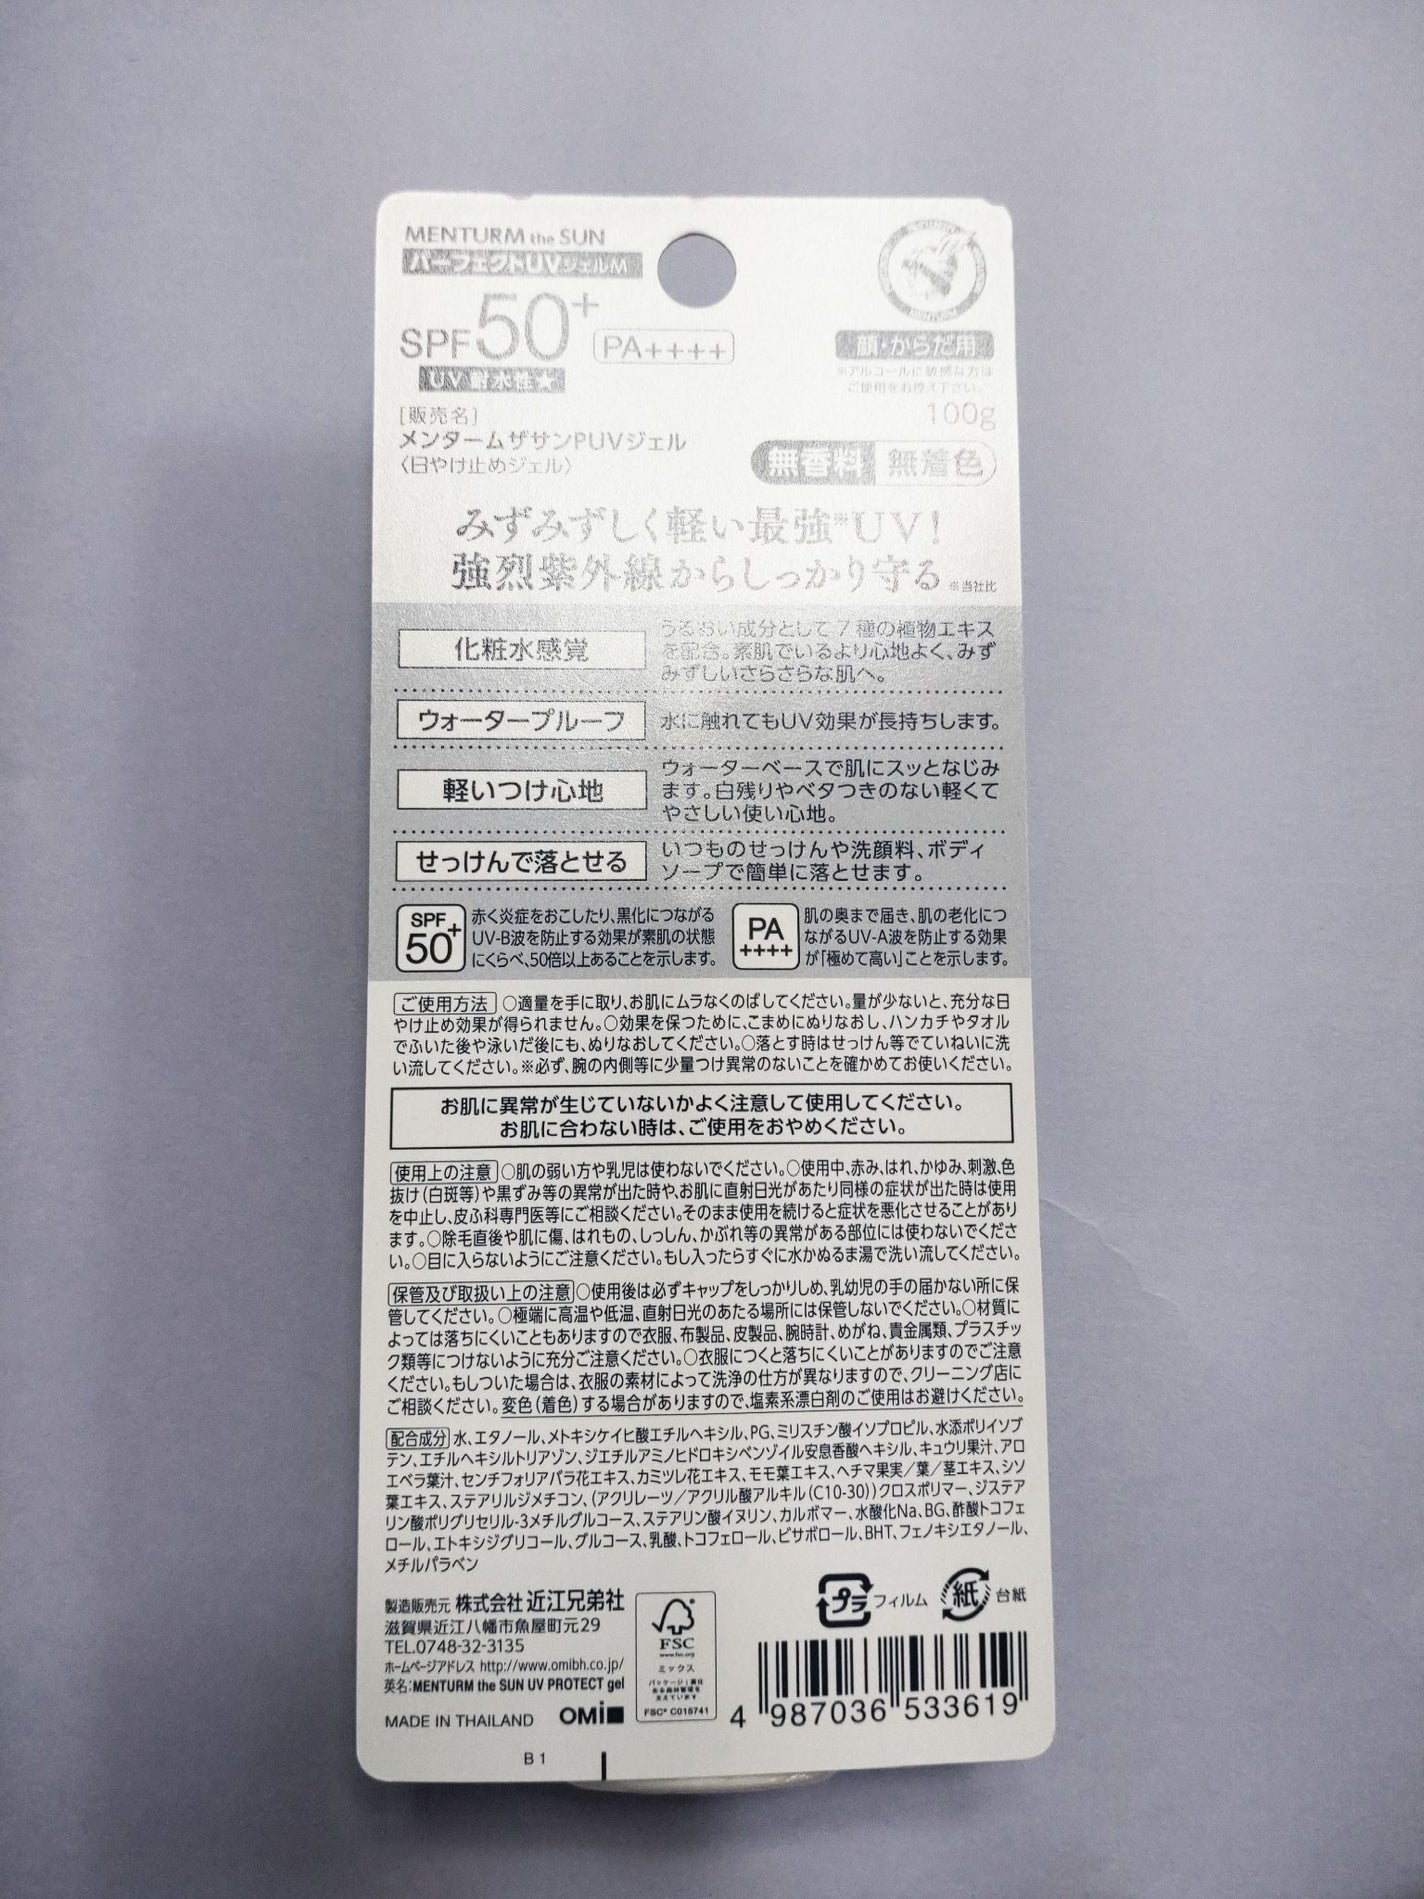 MENTURM the SUN
パーフェクトUVジェルM
SPF50+ PA++++
UV耐水性★
MENTURM
顔・からだ用
※アルコールに敏感な方は
ご使用をお控え下さい。
100g
[販売名]
メンタームザサンPUVジェル
〈日やけ止めジェル〉
無香料 無着色
みずみずしく軽い最強※UV!
強烈紫外線からしっかり守る ※当社比
化粧水感覚
うるおい成分として7種の植物エキス
を配合。素肌でいるより心地よく、みず
みずしいさらさらな肌へ。
ウォータープルーフ
水に触れてもUV効果が長持ちします。
軽いつけ心地
ウォーターベースで肌にスッとなじみ
ます。白残りやベタつきのない軽くて
やさしい使い心地。
せっけんで落とせる
いつものせっけんや洗顔料、ボディ
ソープで簡単に落とせます。
SPF 50+
赤く炎症をおこしたり、黒化につながる
UV-B波を防止する効果が素肌の状態
にくらべ、50倍以上あることを示します。
PA ++++
肌の奥まで届き、肌の老化につ
ながるUV-A波を防止する効果
が「極めて高い」ことを示します。
ご使用方法 ○適量を手に取り、お肌にムラなくのばしてください。量が少ないと、充分な日
やけ止め効果が得られません。○効果を保つために、こまめにぬりなおし、ハンカチやタオル
でふいた後や泳いだ後にも、ぬりなおしてください。○落とす時はせっけん等でていねいに洗
い流してください。※必ず、腕の内側等に少量つけ異常のないことを確かめてお使いください。
お肌に異常が生じていないかよく注意して使用してください。
お肌に合わない時は、ご使用をおやめください。
使用上の注意 ○肌の弱い方や乳児は使わないでください。○使用中、赤み、はれ、かゆみ、刺激、色
抜け(白斑等)や黒ずみ等の異常が出た時や、お肌に直射日光があたり同様の症状が出た時は使用
を中止し、皮ふ科専門医等にご相談ください。そのまま使用を続けると症状を悪化させることがあり
ます。○除毛直後や肌に傷、はれもの、しっしん、かぶれ等の異常がある部位には使わないでくださ
い。○目に入らないようにご注意ください。もし入ったらすぐに水かぬるま湯で洗い流してください。
保管及び取扱い上の注意 ○使用後は必ずキャップをしっかりしめ、乳幼児の手の届かない所に保
管してください。○極端に高温や低温、直射日光のあたる場所には保管しないでください。○材質に
よっては落ちにくいこともありますので衣服、布製品、皮製品、腕時計、めがね、貴金属類、プラスチッ
ク類等につけないように充分ご注意ください。○衣服につくと落ちにくいことがありますのでご注意
ください。もしついた場合は、衣服の素材によって洗浄の仕方が異なりますので、クリーニング店に
ご相談ください。変色(着色)する場合がありますので、塩素系漂白剤のご使用はお避けください。
配合成分 水、エタノール、メトキシケイヒ酸エチルヘキシル、PG、ミリスチン酸イソプロピル、水添ポリイソブ
テン、エチルヘキシルトリアゾン、ジエチルアミノヒドロキシベンゾイル安息香酸ヘキシル、キュウリ果汁、アロ
エベラ葉汁、センチフォリアバラ花エキス、カミツレ花エキス、モモ葉エキス、ヘチマ果実/葉/茎エキス、シソ
葉エキス、ステアリルジメチコン、(アクリレーツ/アクリル酸アルキル(C10-30))クロスポリマー、ジステア
リン酸ポリグリセリル-3メチルグルコース、ステアリン酸イヌリン、カルボマー、水酸化Na、BG、酢酸トコフェ
ロール、エトキシジグリコール、グルコース、乳酸、トコフェロール、ビサボロール、BHT、フェノキシエタノール、
メチルパラベン
製造販売元 株式会社 近江兄弟社
滋賀県近江八幡市魚屋町元29
TEL.0748-32-3135
ホームページアドレス http://www.omibh.co.jp/
英名:MENTURM the SUN UV PROTECT gel
MADE IN THAILAND OMI
FSC
www.fsc.org
ミックス
パッケージ|責任
ある森林管理を
支えています
FSC® C015741
プラ フィルム 紙 台紙
4 987036 533619
B 1